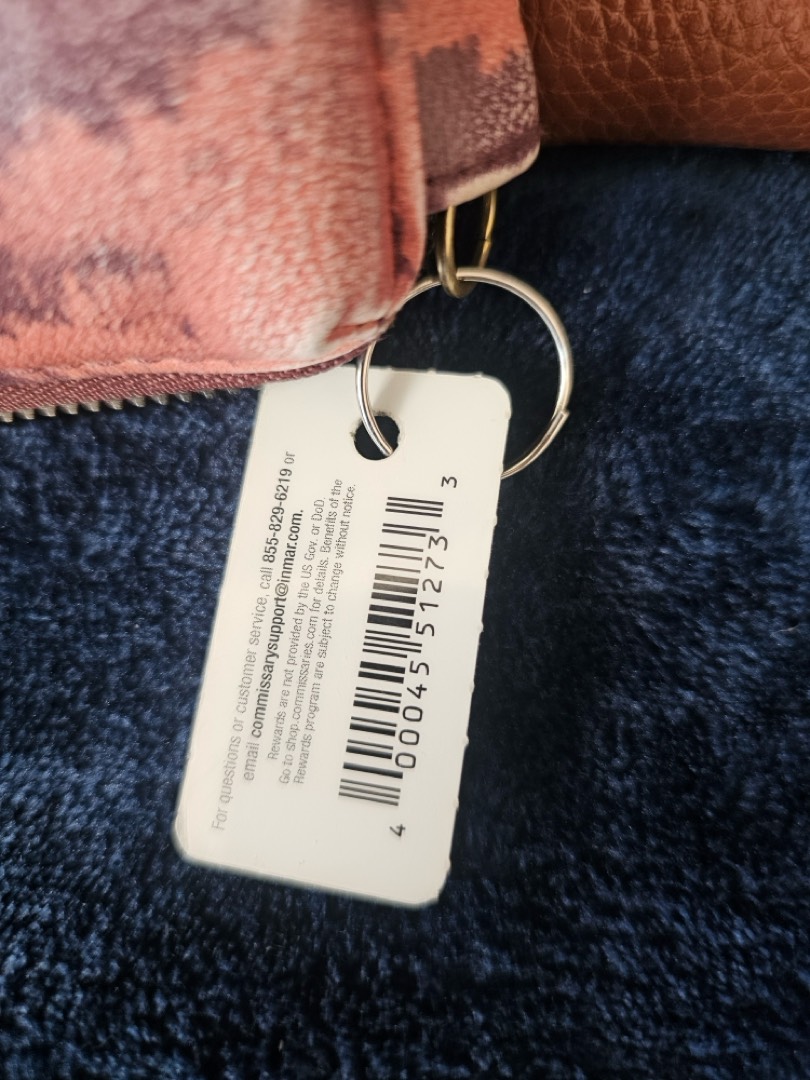 For questions or customer service, call 855-829-6219 or
email commissarysupport@inmar.com.
Rewards are not provided by the US Gov. or DoD.
Go to shop.commissaries.com for details. Benefits of the
Rewards program are subject to change without notice.
4 00045 51273 3